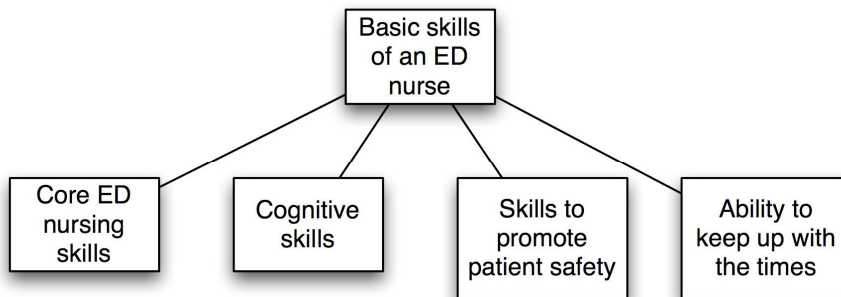 Basic skills
of an ED
nurse
Core ED
nursing
skills
Cognitive
skills
Skills to
promote
patient safety
Ability to
keep up with
the times